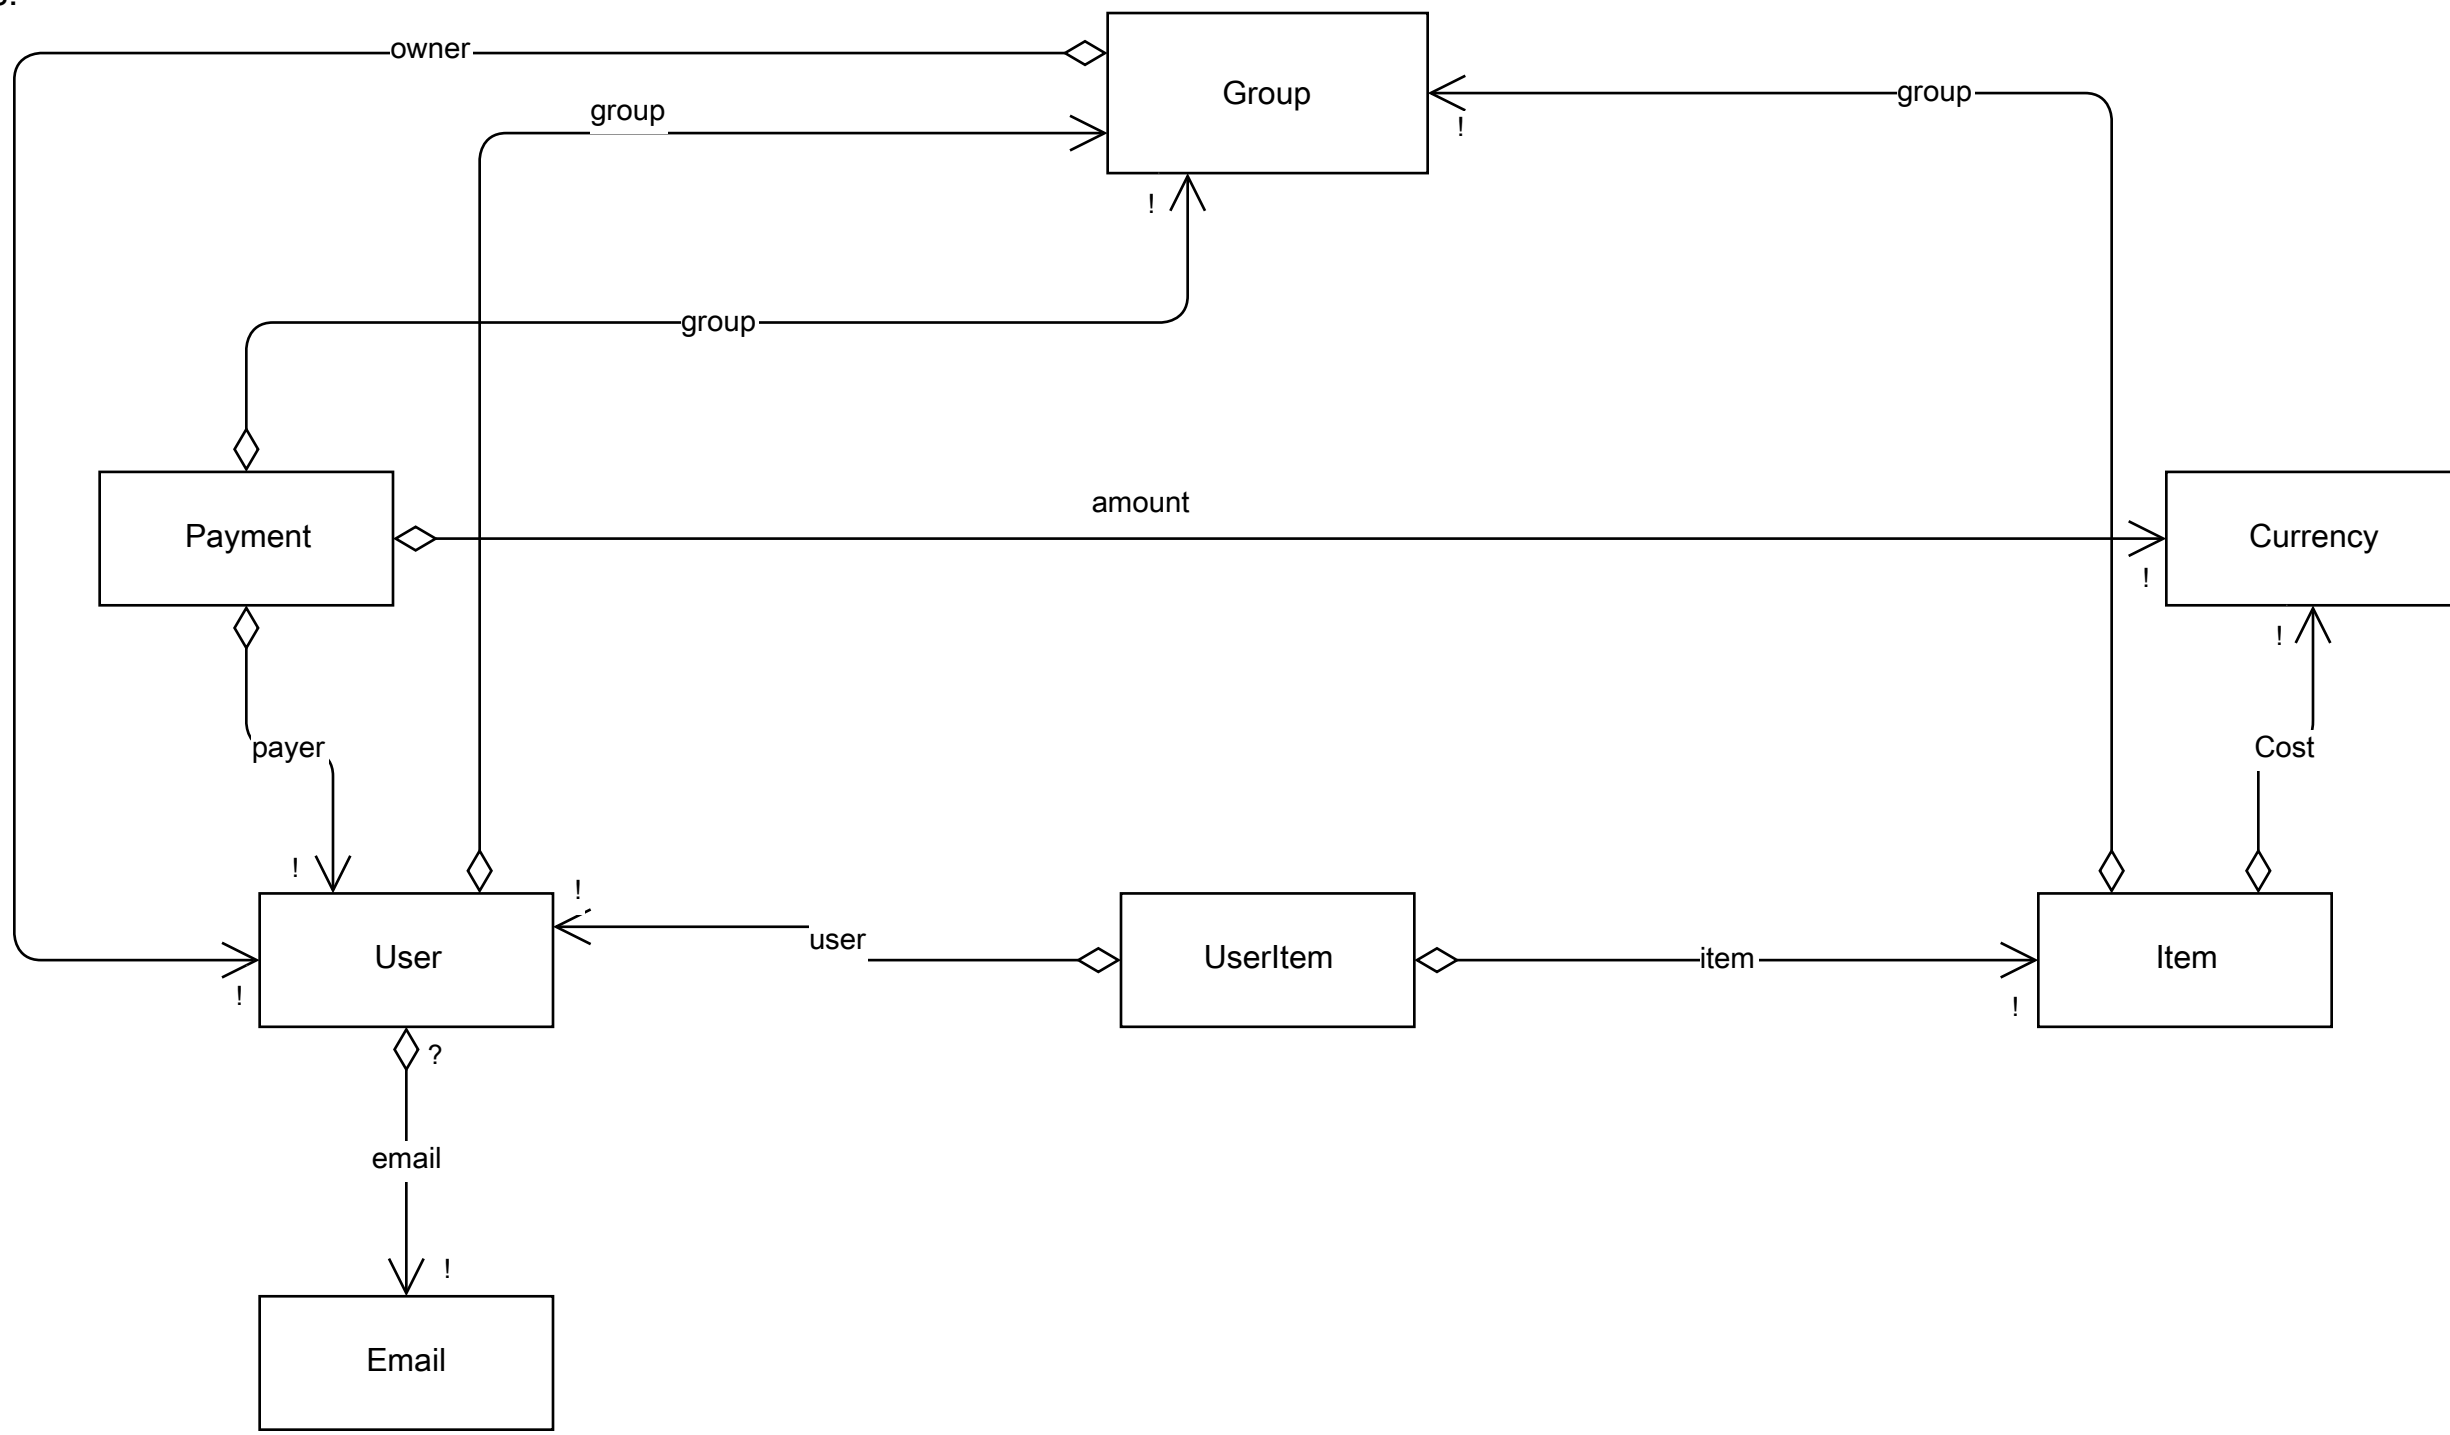 owner
Group
group
group
!
!
group
Payment
amount
Currency
!
!
payer
Cost
!
!
User
user
UserItem
item
Item
!
!
?
email
!
Email